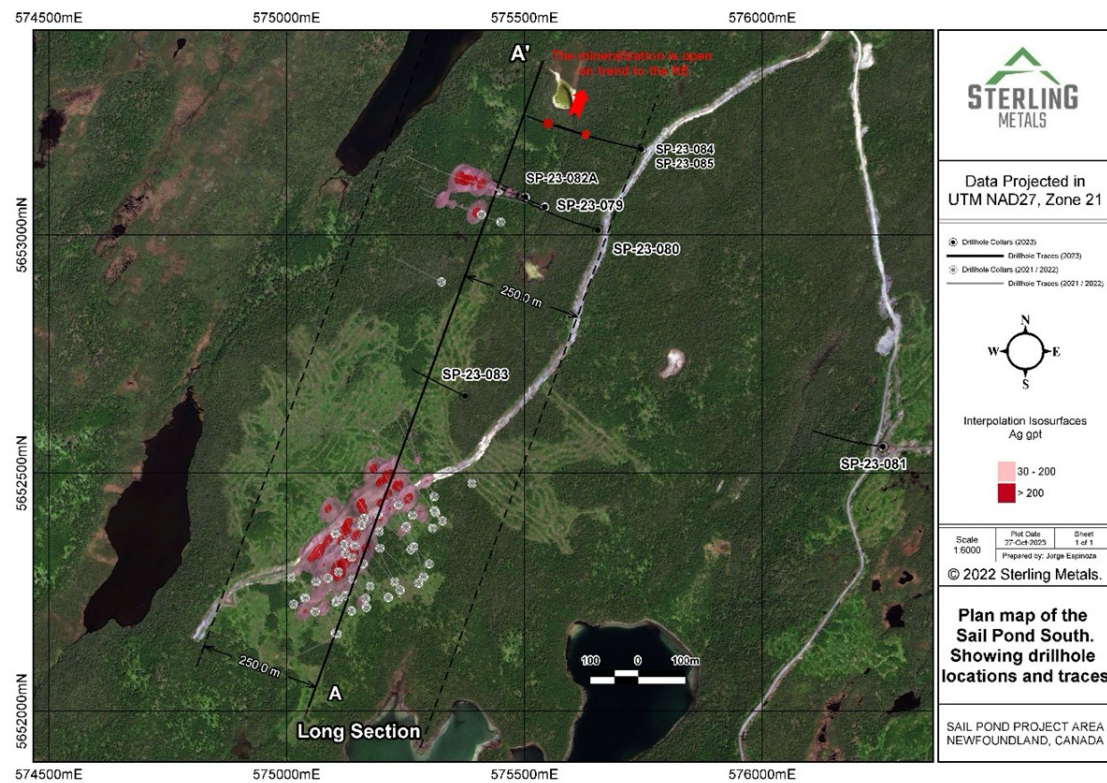 574500mE
575000mE
575500mE
576000mE
A'
The mineralization is open
on trend to the NE
SP-23-084
SP-23-085
SP-23-082A
SP-23-079
SP-23-080
5653000mN
250.0 m
SP-23-083
5652500mN
SP-23-081
250.0 m
A
Long Section
100 0 100m
5652000mN
574500mE
575000mE
575500mE
576000mE
STERLING
METALS
Data Projected in
UTM NAD27, Zone 21
Drillhole Collars (2023)
Drillhole Traces (2023)
Drillhole Collars (2021 / 2022)
Drillhole Traces (2021 / 2022)
N
W E
S
Interpolation Isosurfaces
Ag gpt
30 - 200
> 200
Scale
1:6000
Plot Date
27-Oct-2023
Sheet
1 of 1
Prepared by: Jorge Espinoza
© 2022 Sterling Metals.
Plan map of the
Sail Pond South.
Showing drillhole
locations and traces
SAIL POND PROJECT AREA
NEWFOUNDLAND, CANADA